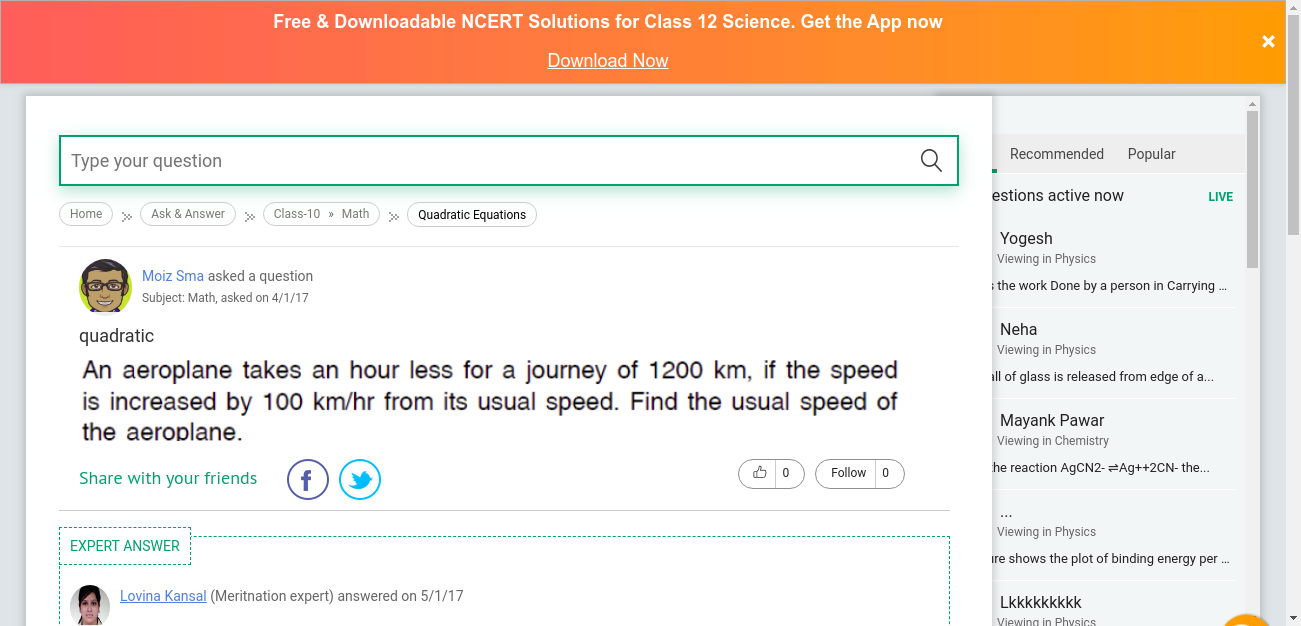 Free & Downloadable NCERT Solutions for Class 12 Science. Get the App now
Download Now
×
Type your question
Home
Ask & Answer
Class-10 » Math
Quadratic Equations
Moiz Sma asked a question
Subject: Math, asked on 4/1/17
quadratic
An aeroplane takes an hour less for a journey of 1200 km, if the speed
is increased by 100 km/hr from its usual speed. Find the usual speed of
the aeroplane.
Share with your friends
0
Follow 0
EXPERT ANSWER
Lovina Kansal (Meritnation expert) answered on 5/1/17
Recommended
Popular
estions active now
LIVE
Yogesh
Viewing in Physics
s the work Done by a person in Carrying ...
Neha
Viewing in Physics
all of glass is released from edge of a...
Mayank Pawar
Viewing in Chemistry
he reaction AgCN2- ⇌Ag++2CN- the...
...
Viewing in Physics
ure shows the plot of binding energy per ...
Lkkkkkkkkk
Viewing in Physics